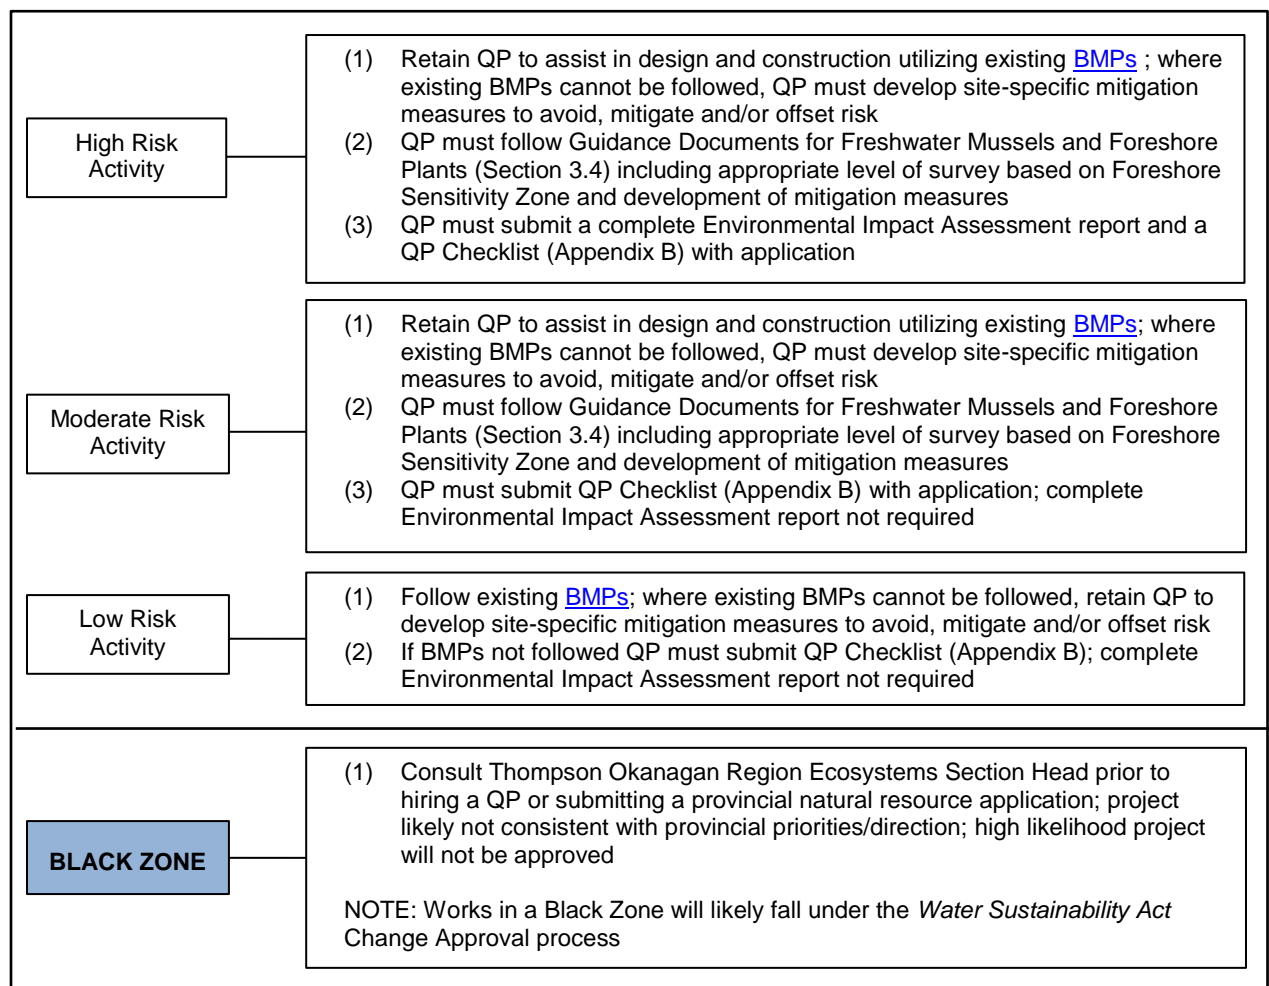 High Risk
Activity
(1) Retain QP to assist in design and construction utilizing existing BMPs ; where
existing BMPs cannot be followed, QP must develop site-specific mitigation
measures to avoid, mitigate and/or offset risk
(2) QP must follow Guidance Documents for Freshwater Mussels and Foreshore
Plants (Section 3.4) including appropriate level of survey based on Foreshore
Sensitivity Zone and development of mitigation measures
(3) QP must submit a complete Environmental Impact Assessment report and a
QP Checklist (Appendix B) with application
Moderate Risk
Activity
(1) Retain QP to assist in design and construction utilizing existing BMPs; where
existing BMPs cannot be followed, QP must develop site-specific mitigation
measures to avoid, mitigate and/or offset risk
(2) QP must follow Guidance Documents for Freshwater Mussels and Foreshore
Plants (Section 3.4) including appropriate level of survey based on Foreshore
Sensitivity Zone and development of mitigation measures
(3) QP must submit QP Checklist (Appendix B) with application; complete
Environmental Impact Assessment report not required
Low Risk
Activity
(1) Follow existing BMPs; where existing BMPs cannot be followed, retain QP to
develop site-specific mitigation measures to avoid, mitigate and/or offset risk
(2) If BMPs not followed QP must submit QP Checklist (Appendix B); complete
Environmental Impact Assessment report not required
BLACK ZONE
(1) Consult Thompson Okanagan Region Ecosystems Section Head prior to
hiring a QP or submitting a provincial natural resource application; project
likely not consistent with provincial priorities/direction; high likelihood project
will not be approved
NOTE: Works in a Black Zone will likely fall under the Water Sustainability Act
Change Approval process